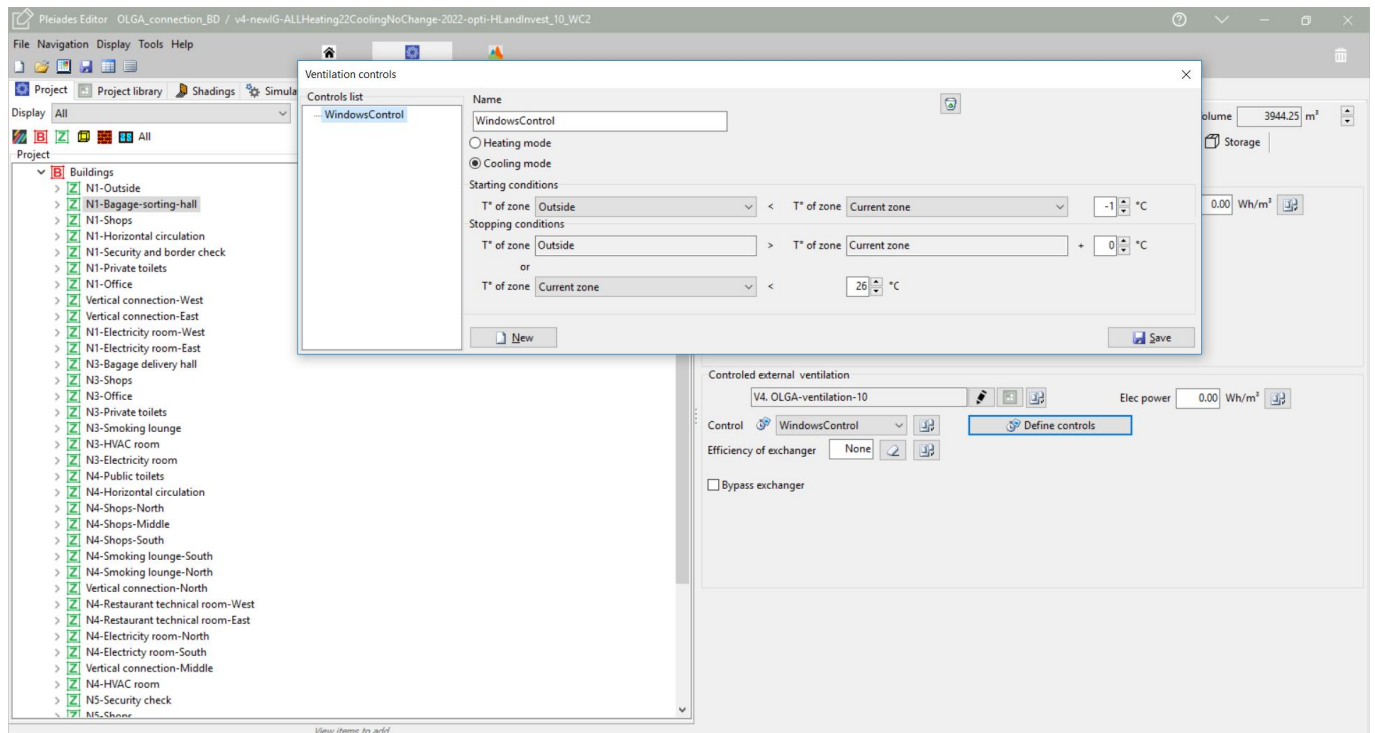 Pleiades Editor OLGA_connection_BD / v4-newIG-ALLHeating22CoolingNoChange-2022-opti-HLandInvest_10_WC2
File Navigation Display Tools Help
Project Project library Shadings Simula
Display All
All
Project
Buildings
N1-Outside
N1-Bagage-sorting-hall
N1-Shops
N1-Horizontal circulation
N1-Security and border check
N1-Private toilets
N1-Office
Vertical connection-West
Vertical connection-East
N1-Electricity room-West
N1-Electricity room-East
N3-Bagage delivery hall
N3-Shops
N3-Office
N3-Private toilets
N3-Smoking lounge
N3-HVAC room
N3-Electricity room
N4-Public toilets
N4-Horizontal circulation
N4-Shops-North
N4-Shops-Middle
N4-Shops-South
N4-Smoking lounge-South
N4-Smoking lounge-North
Vertical connection-North
N4-Restaurant technical room-West
N4-Restaurant technical room-East
N4-Electricity room-North
N4-Electricty room-South
Vertical connection-Middle
N4-HVAC room
N5-Security check
N5-Shops
View items to add
Ventilation controls
Controls list
WindowsControl
Name
WindowsControl
Heating mode
Cooling mode
Starting conditions
T° of zone Outside < T° of zone Current zone -1 °C
Stopping conditions
T° of zone Outside > T° of zone Current zone + 0 °C
or
T° of zone Current zone < 26 °C
New Save
olume 3944.25 m³
Storage
0.00 Wh/m³
Controled external ventilation
V4. OLGA-ventilation-10 Elec power 0.00 Wh/m³
Control WindowsControl Define controls
Efficiency of exchanger None
Bypass exchanger